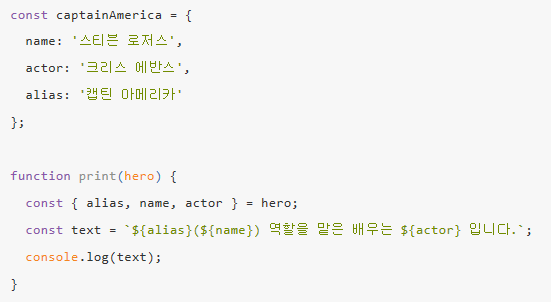 const captainAmerica = {
  name: '스티븐 로저스',
  actor: '크리스 에반스',
  alias: '캡틴 아메리카'
};

function print(hero) {
  const { alias, name, actor } = hero;
  const text = `${alias}(${name}) 역할을 맡은 배우는 ${actor} 입니다.`;
  console.log(text);
}